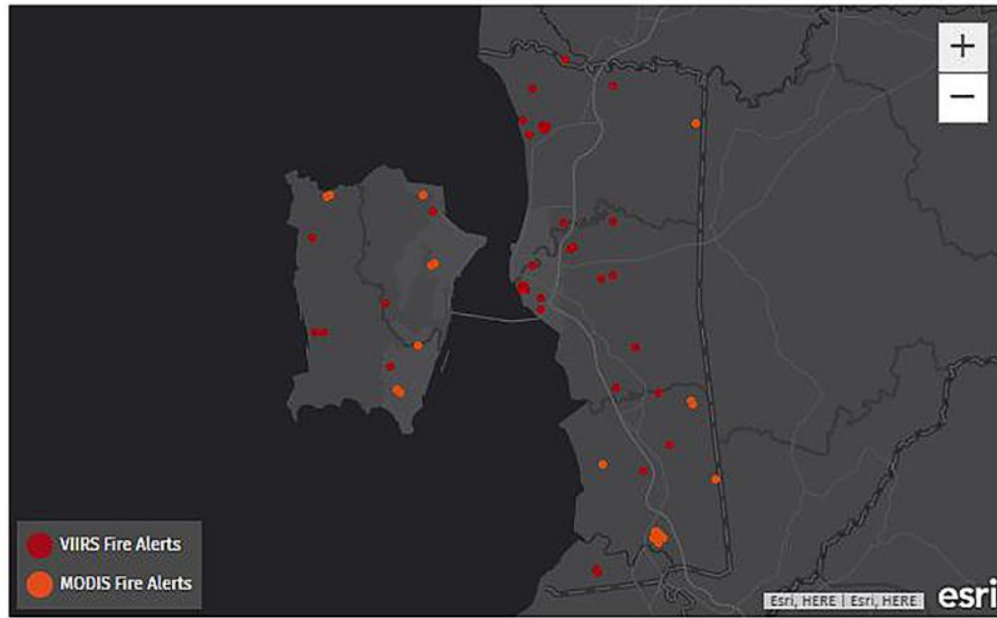 +
−
VIIRS Fire Alerts
MODIS Fire Alerts
Esri, HERE | Esri, HERE
esri